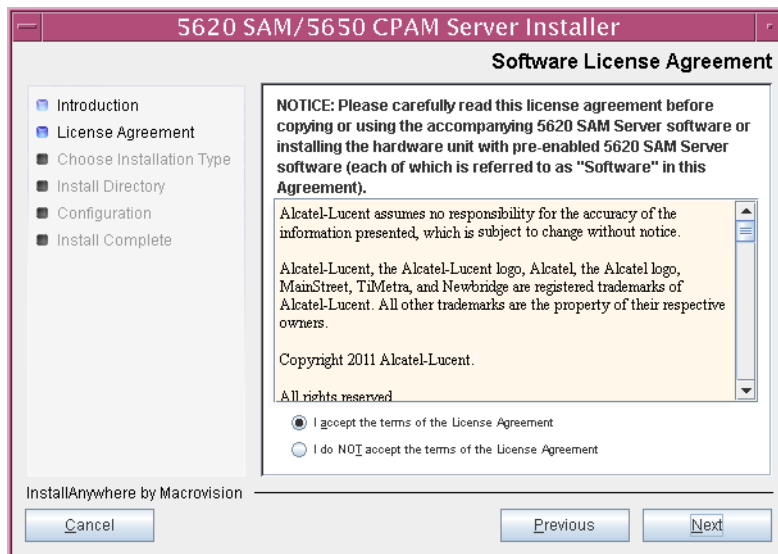 5620 SAM/5650 CPAM Server Installer
Software License Agreement
Introduction
License Agreement
Choose Installation Type
Install Directory
Configuration
Install Complete
NOTICE: Please carefully read this license agreement before
copying or using the accompanying 5620 SAM Server software or
installing the hardware unit with pre-enabled 5620 SAM Server
software (each of which is referred to as "Software" in this
Agreement).
Alcatel-Lucent assumes no responsibility for the accuracy of the
information presented, which is subject to change without notice.
Alcatel-Lucent, the Alcatel-Lucent logo, Alcatel, the Alcatel logo,
MainStreet, TiMetra, and Newbridge are registered trademarks of
Alcatel-Lucent. All other trademarks are the property of their respective
owners.
Copyright 2011 Alcatel-Lucent.
All rights reserved
I accept the terms of the License Agreement
I do NOT accept the terms of the License Agreement
InstallAnywhere by Macrovision
Cancel
Previous
Next